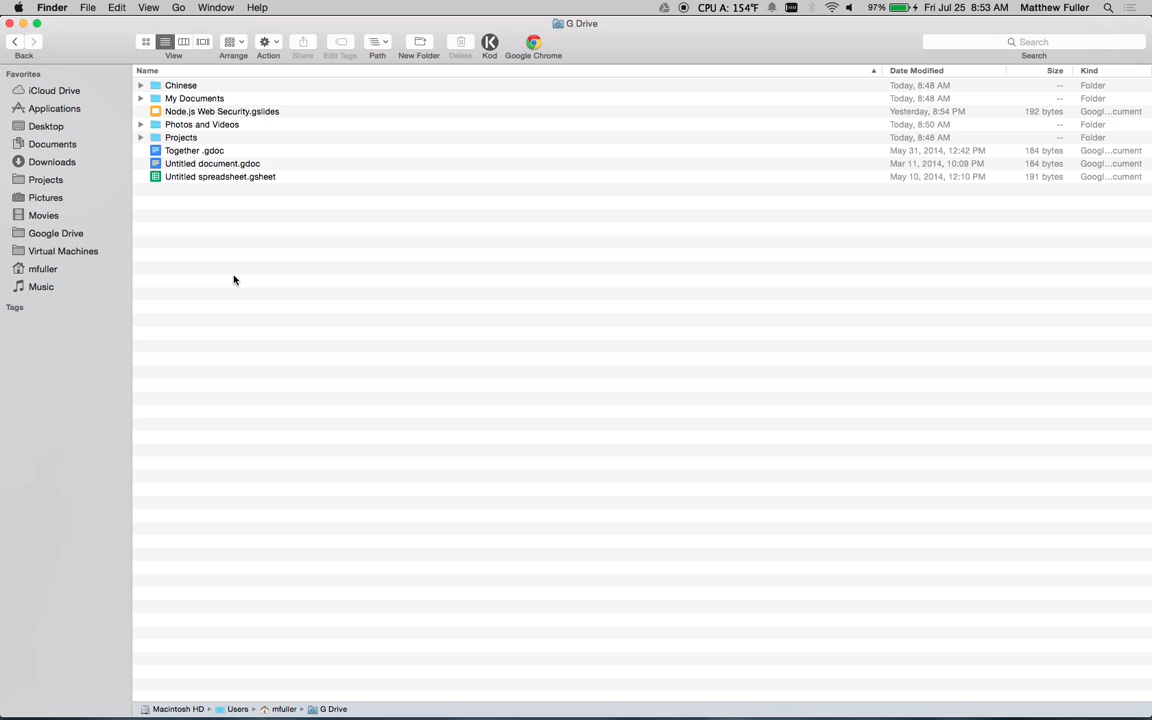 Finder File Edit View Go Window Help CPU A: 154°F 97% Fri Jul 25 8:53 AM Matthew Fuller
G Drive
Search
Back View Arrange Action Share Edit Tags Path New Folder Delete Kod Google Chrome Search
Favorites
iCloud Drive
Applications
Desktop
Documents
Downloads
Projects
Pictures
Movies
Google Drive
Virtual Machines
mfuller
Music
Tags
Name Date Modified Size Kind
Chinese Today, 8:48 AM -- Folder
My Documents Today, 8:48 AM -- Folder
Node.js Web Security.gslides Yesterday, 8:54 PM 192 bytes Googl...cument
Photos and Videos Today, 8:50 AM -- Folder
Projects Today, 8:48 AM -- Folder
Together .gdoc May 31, 2014, 12:42 PM 184 bytes Googl...cument
Untitled document.gdoc Mar 11, 2014, 10:09 PM 184 bytes Googl...cument
Untitled spreadsheet.gsheet May 10, 2014, 12:10 PM 191 bytes Googl...cument
Macintosh HD Users mfuller G Drive